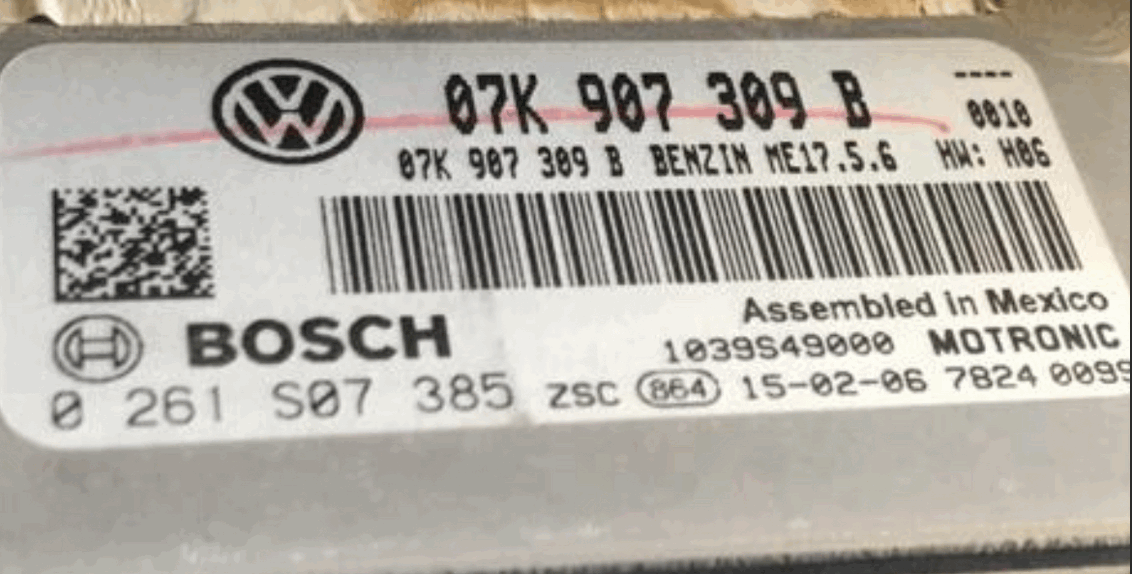 07K 907 309 B ----
0010
07K 907 309 B BENZIN ME17.5.6 HW: H06
Assembled in Mexico
BOSCH 1039S49000 MOTRONIC
0 261 S07 385 ZSC 864 15-02-06 7824 0099